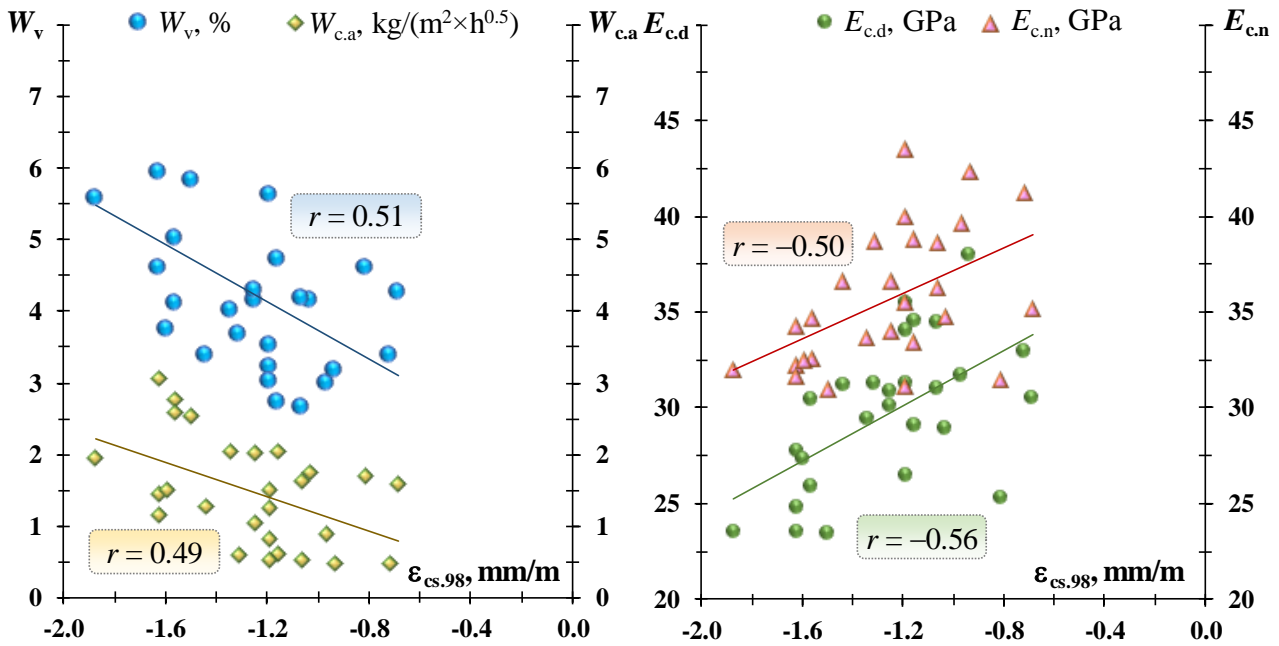 Wv Wv, % Wc.a, kg/(m²×h⁰·⁵) Wc.a
7 7
6 6
5 5
4 4
3 3
2 2
1 1
0 0
r = 0.51
r = 0.49
εcs.98, mm/m
-2.0 -1.6 -1.2 -0.8 -0.4 0.0
Ec.d Ec.d, GPa Ec.n, GPa Ec.n
45 45
40 40
35 35
30 30
25 25
20 20
r = –0.50
r = –0.56
εcs.98, mm/m
-2.0 -1.6 -1.2 -0.8 -0.4 0.0